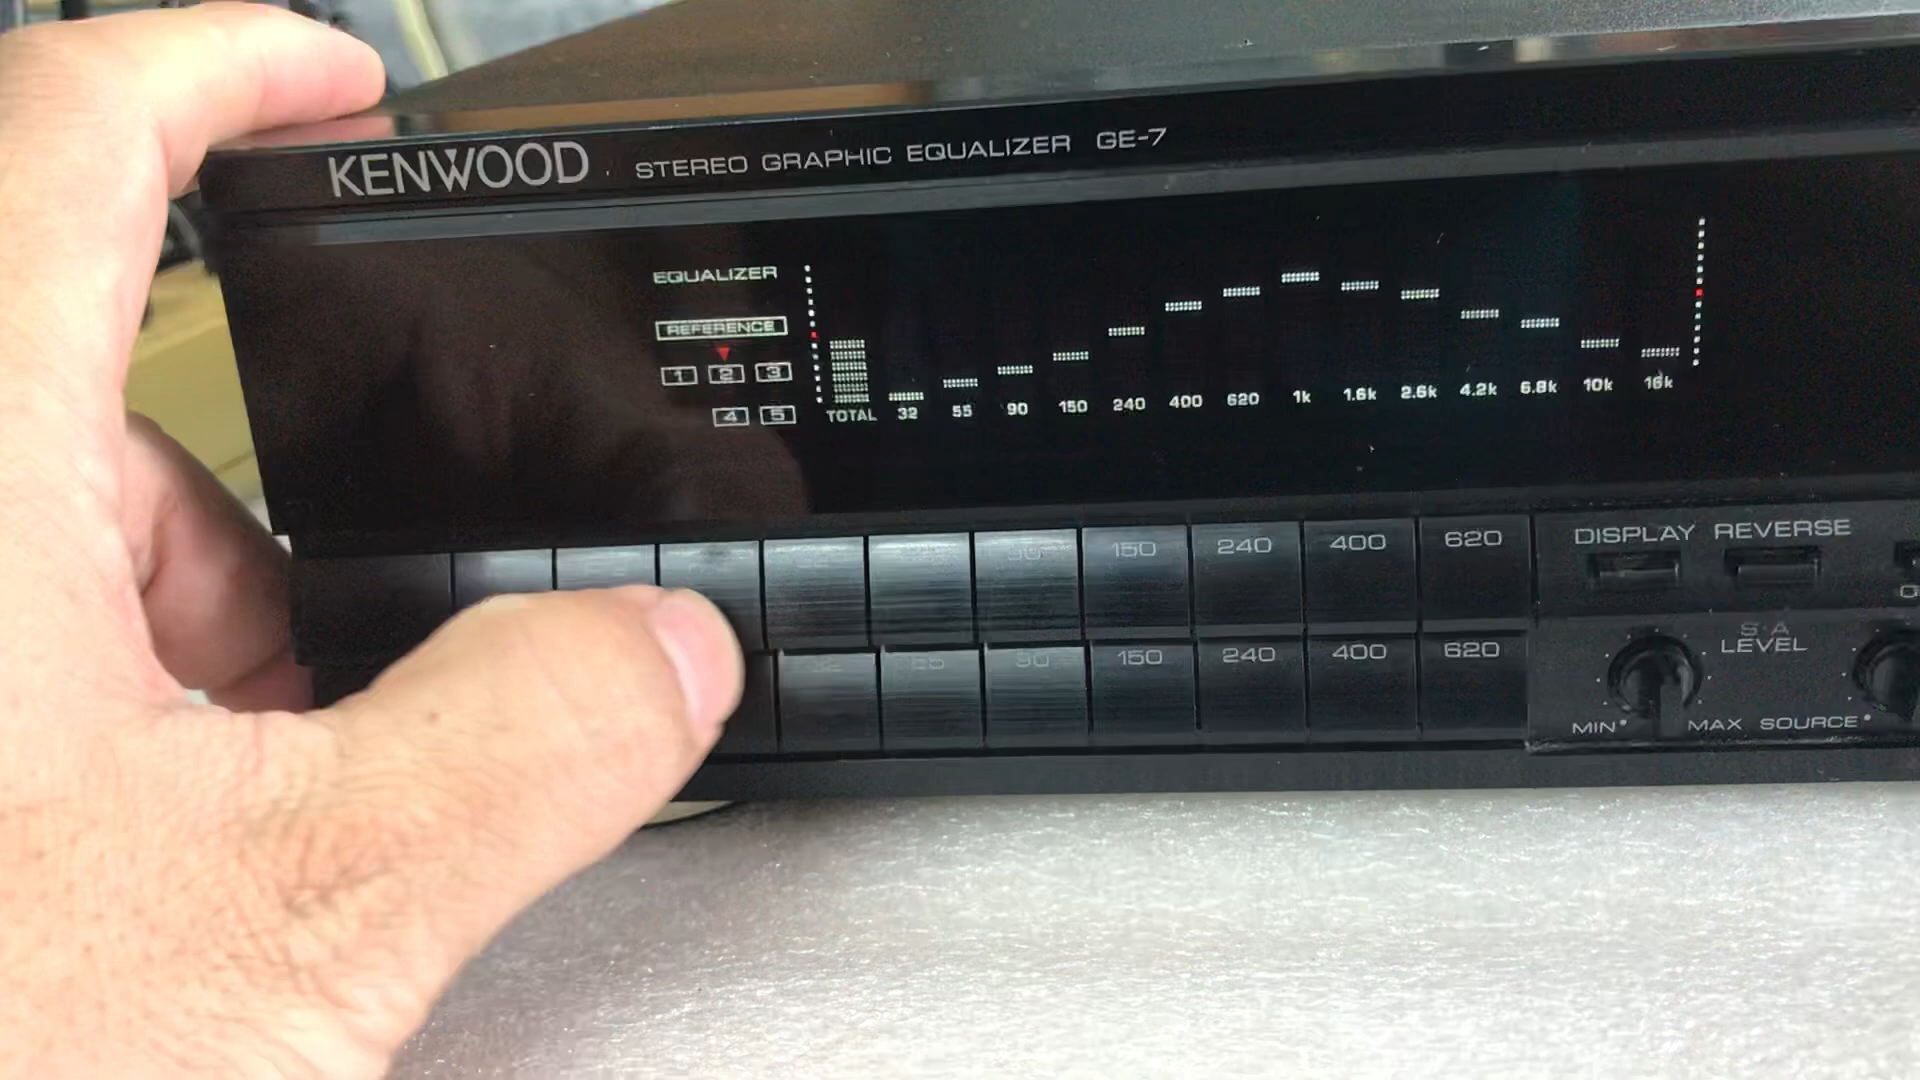 KENWOOD STEREO GRAPHIC EQUALIZER GE-7
EQUALIZER
REFERENCE
1 2 3
4 5
TOTAL 32 55 90 150 240 400 620 1k 1.6k 2.6k 4.2k 6.8k 10k 16k
90 150 240 400 620
90 150 240 400 620
DISPLAY REVERSE
S·A
LEVEL
MIN MAX SOURCE